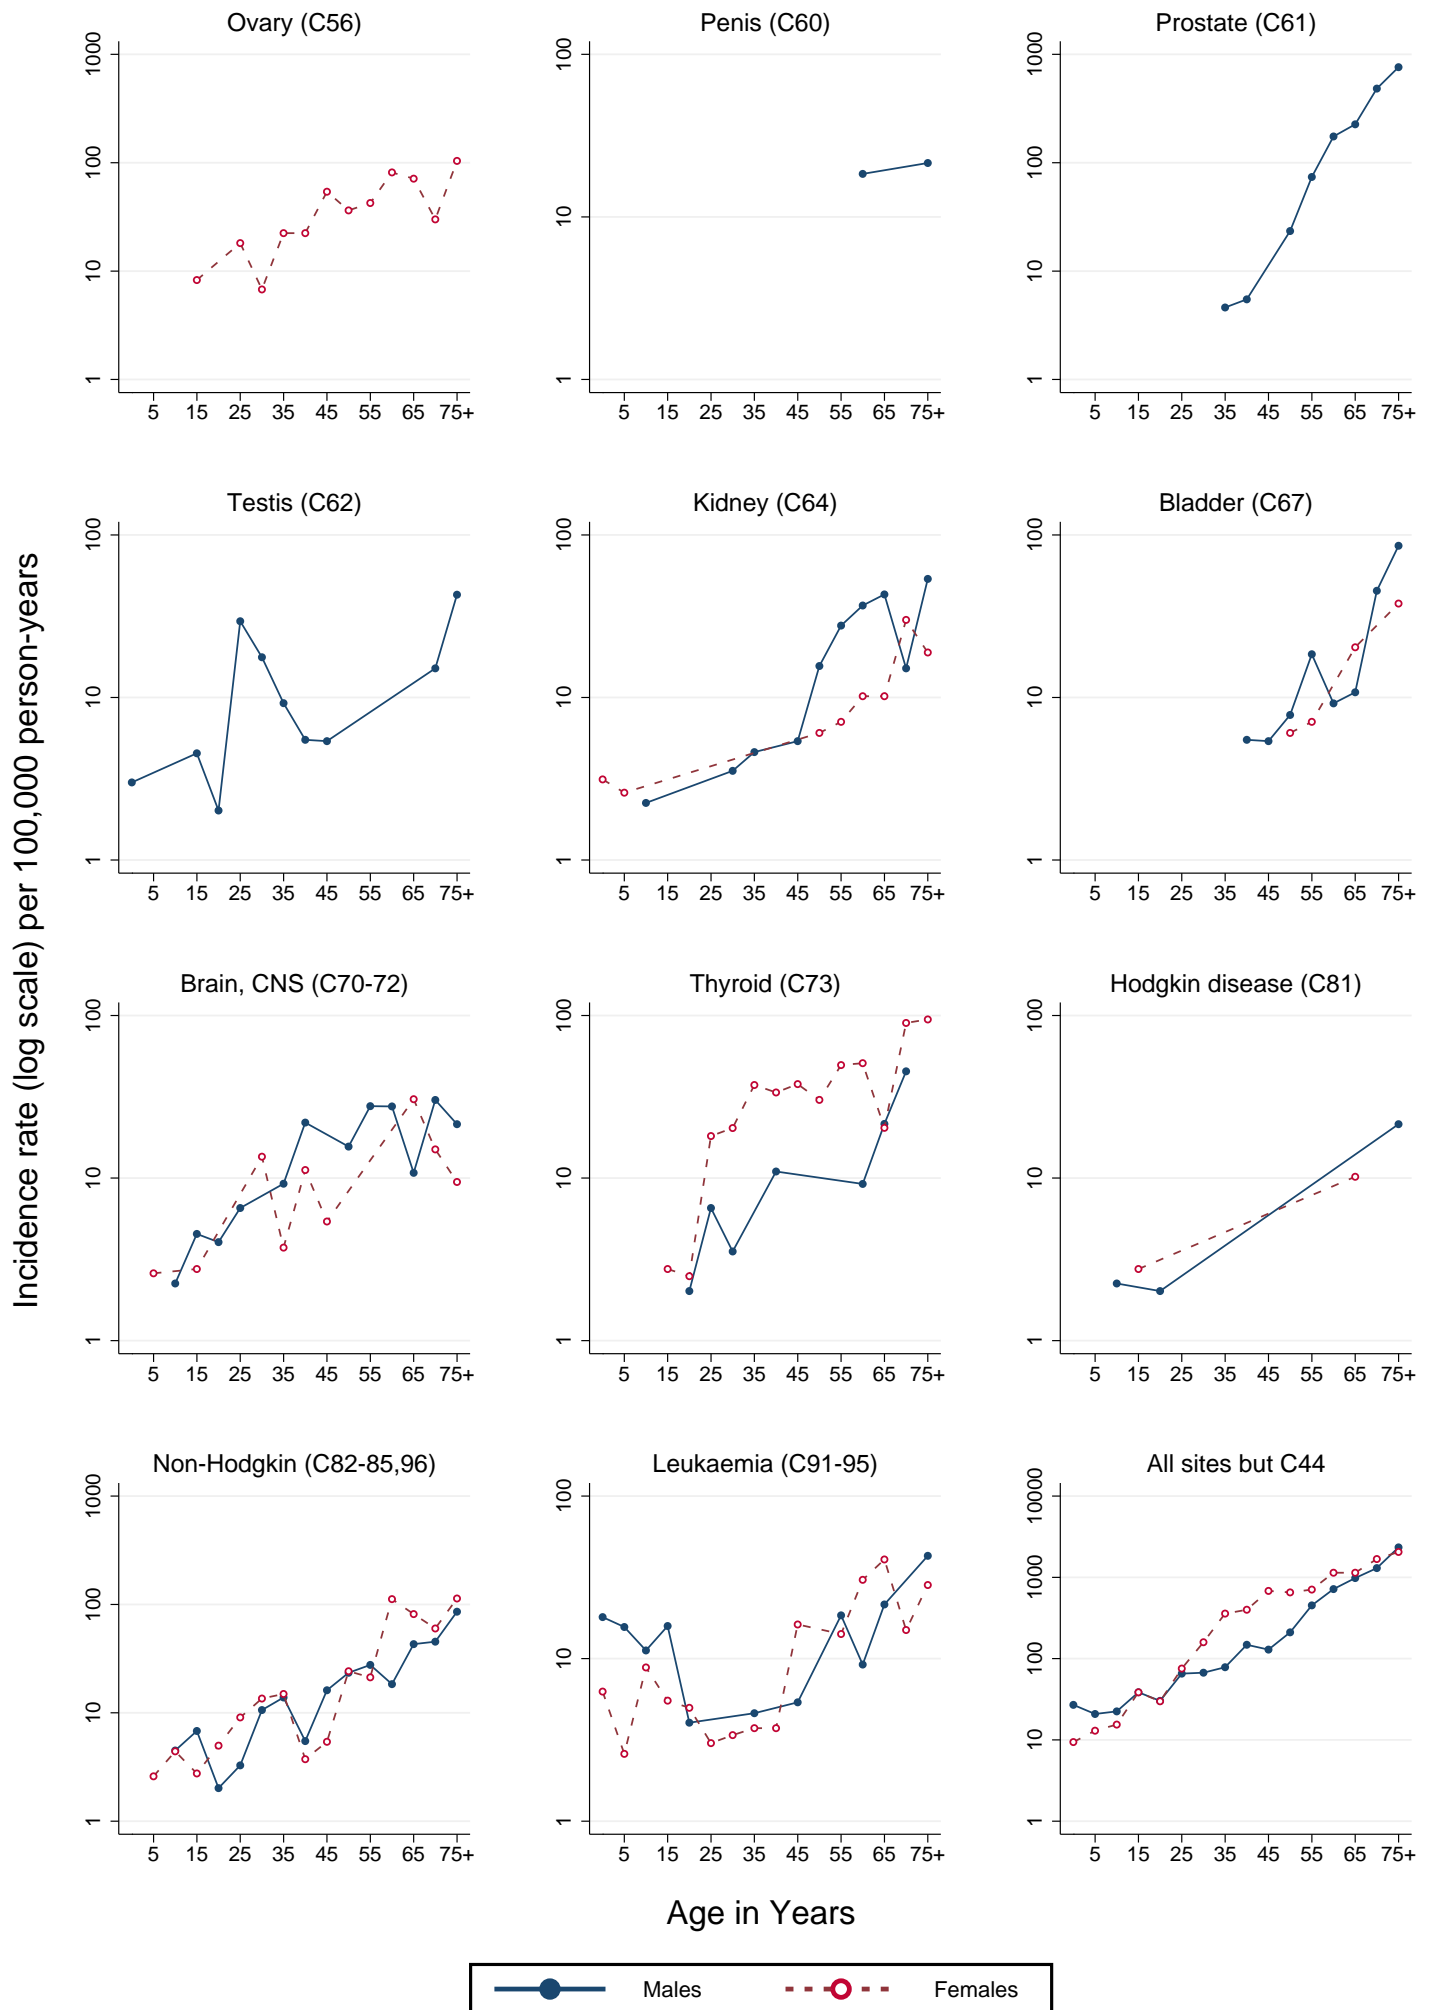 Ovary (C56)
1000
100
10
1
5 15 25 35 45 55 65 75+
Penis (C60)
100
10
1
5 15 25 35 45 55 65 75+
Prostate (C61)
1000
100
10
1
5 15 25 35 45 55 65 75+
Testis (C62)
100
10
1
5 15 25 35 45 55 65 75+
Kidney (C64)
100
10
1
5 15 25 35 45 55 65 75+
Bladder (C67)
100
10
1
5 15 25 35 45 55 65 75+
Incidence rate (log scale) per 100,000 person-years
Brain, CNS (C70-72)
100
10
1
5 15 25 35 45 55 65 75+
Thyroid (C73)
100
10
1
5 15 25 35 45 55 65 75+
Hodgkin disease (C81)
100
10
1
5 15 25 35 45 55 65 75+
Non-Hodgkin (C82-85,96)
1000
100
10
1
5 15 25 35 45 55 65 75+
Leukaemia (C91-95)
100
10
1
5 15 25 35 45 55 65 75+
All sites but C44
10000
1000
100
10
1
5 15 25 35 45 55 65 75+
Age in Years
Males Females